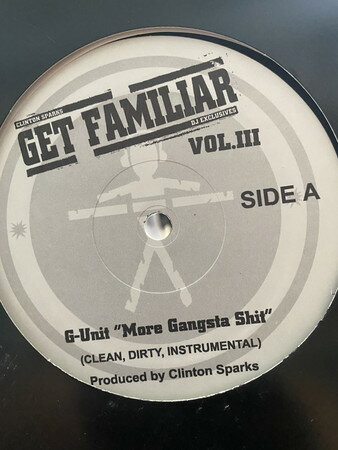 CLINTON SPARKS
GET FAMILIAR
DJ EXCLUSIVES
VOL.III
SIDE A
G-Unit "More Gangsta Shit"
(CLEAN, DIRTY, INSTRUMENTAL)
Produced by Clinton Sparks